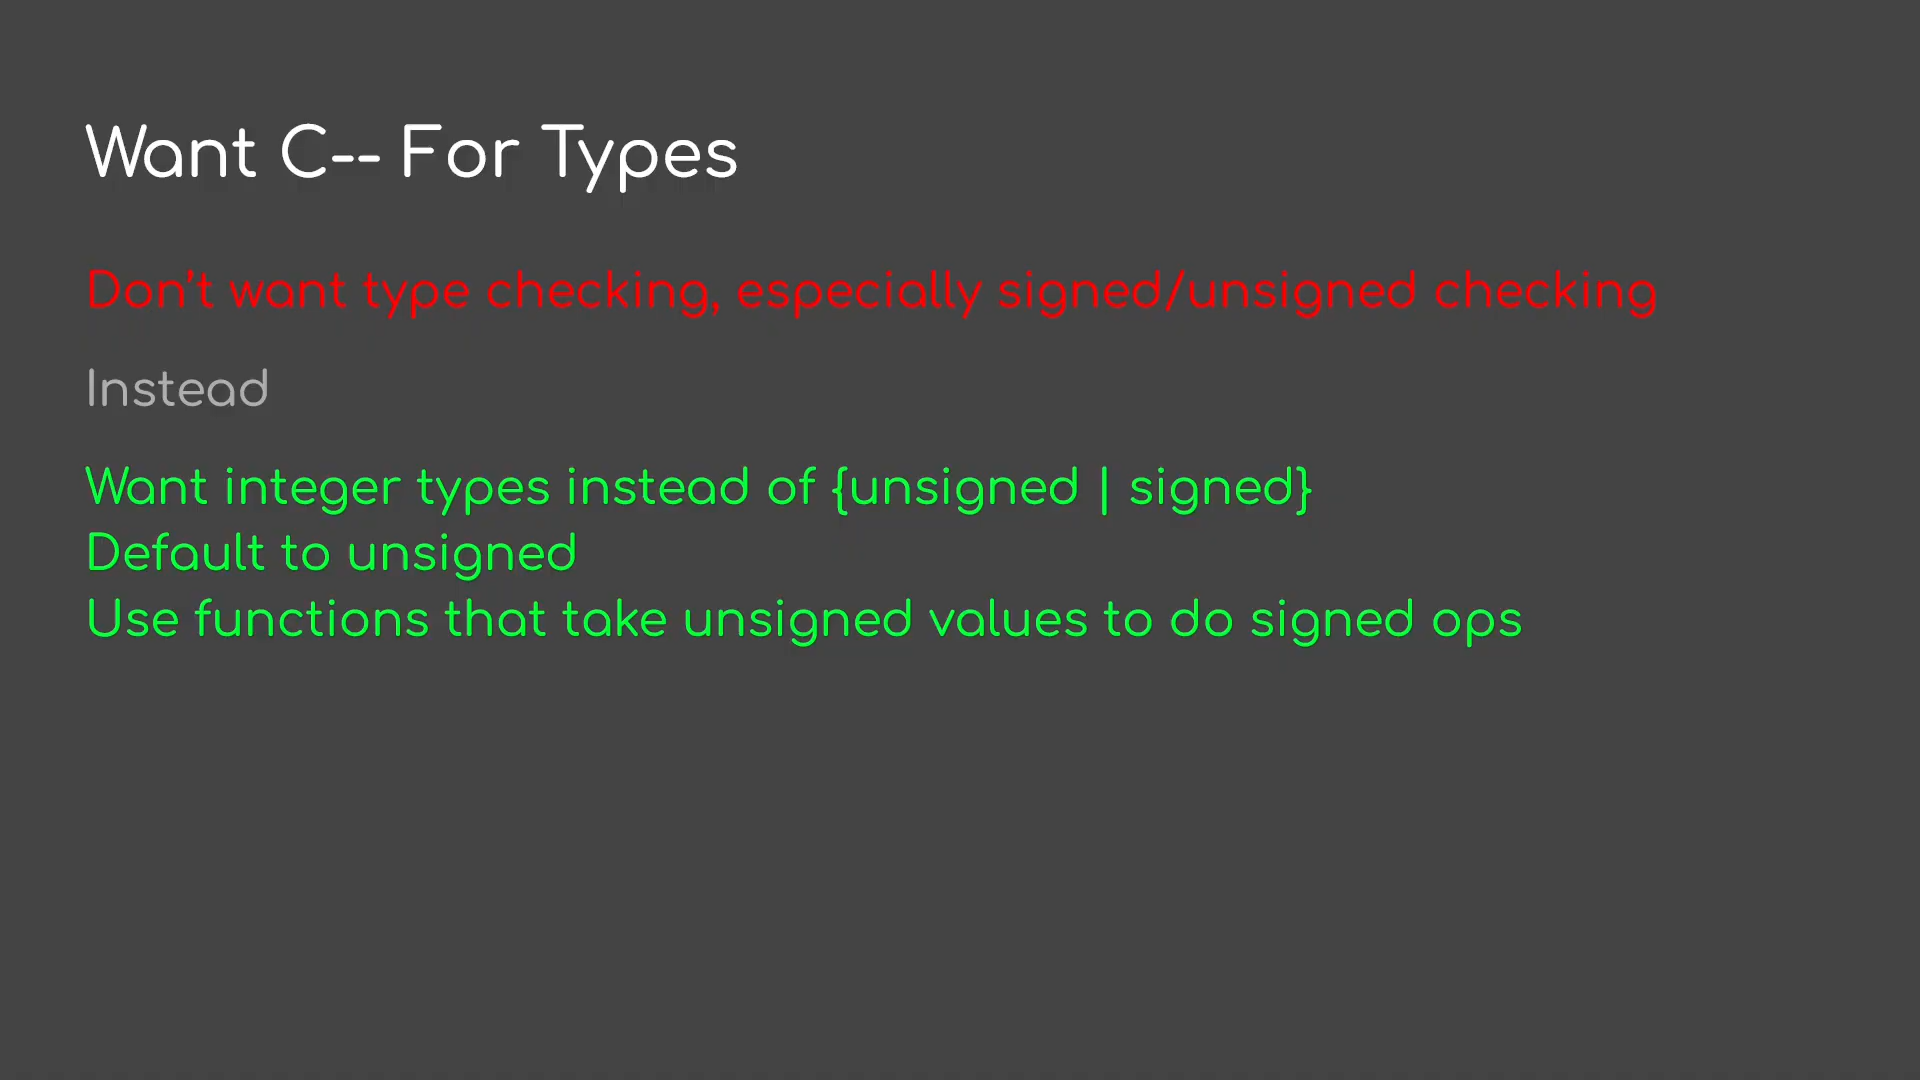 Want C-- For Types
Don't want type checking, especially signed/unsigned checking
Instead
Want integer types instead of {unsigned | signed}
Default to unsigned
Use functions that take unsigned values to do signed ops